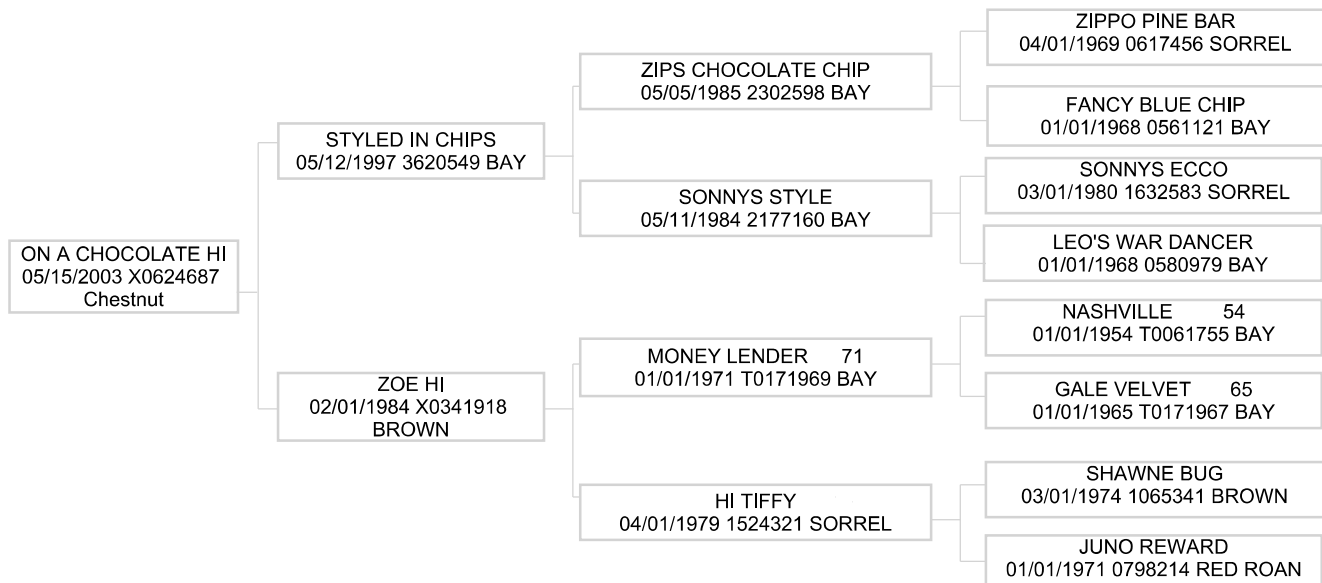 ON A CHOCOLATE HI
05/15/2003 X0624687
Chestnut
STYLED IN CHIPS
05/12/1997 3620549 BAY
ZOE HI
02/01/1984 X0341918
BROWN
ZIPS CHOCOLATE CHIP
05/05/1985 2302598 BAY
SONNYS STYLE
05/11/1984 2177160 BAY
MONEY LENDER 71
01/01/1971 T0171969 BAY
HI TIFFY
04/01/1979 1524321 SORREL
ZIPPO PINE BAR
04/01/1969 0617456 SORREL
FANCY BLUE CHIP
01/01/1968 0561121 BAY
SONNYS ECCO
03/01/1980 1632583 SORREL
LEO'S WAR DANCER
01/01/1968 0580979 BAY
NASHVILLE 54
01/01/1954 T0061755 BAY
GALE VELVET 65
01/01/1965 T0171967 BAY
SHAWNE BUG
03/01/1974 1065341 BROWN
JUNO REWARD
01/01/1971 0798214 RED ROAN